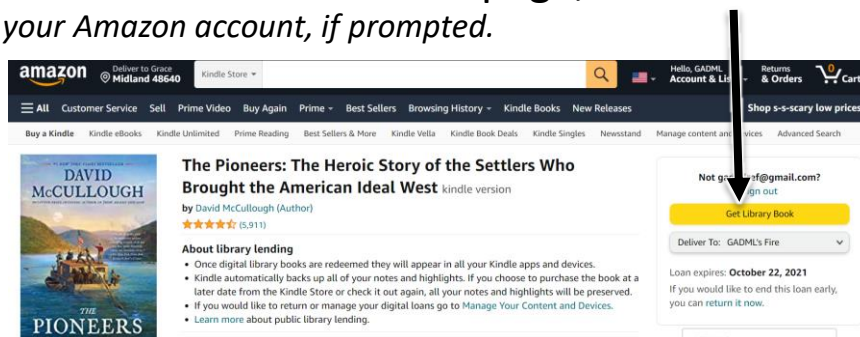 your Amazon account, if prompted.
amazon
Deliver to Grace
Midland 48640
Kindle Store
Hello, GADML
Account & Lis
Returns
& Orders
0
Cart
All Customer Service Sell Prime Video Buy Again Prime Best Sellers Browsing History Kindle Books New Releases
Shop s-s-scary low prices
Buy a Kindle Kindle eBooks Kindle Unlimited Prime Reading Best Sellers & More Kindle Vella Kindle Book Deals Kindle Singles Newsstand Manage content and devices Advanced Search
DAVID
McCULLOUGH
THE
PIONEERS
The Pioneers: The Heroic Story of the Settlers Who
Brought the American Ideal West kindle version
by David McCullough (Author)
(5,911)
About library lending
• Once digital library books are redeemed they will appear in all your Kindle apps and devices.
• Kindle automatically backs up all of your notes and highlights. If you choose to purchase the book at a
later date from the Kindle Store or check it out again, all your notes and highlights will be preserved.
• If you would like to return or manage your digital loans go to Manage Your Content and Devices.
• Learn more about public library lending.
Not ef@gmail.com?
gn out
Get Library Book
Deliver To: GADML's Fire
Loan expires: October 22, 2021
If you would like to end this loan early,
you can return it now.